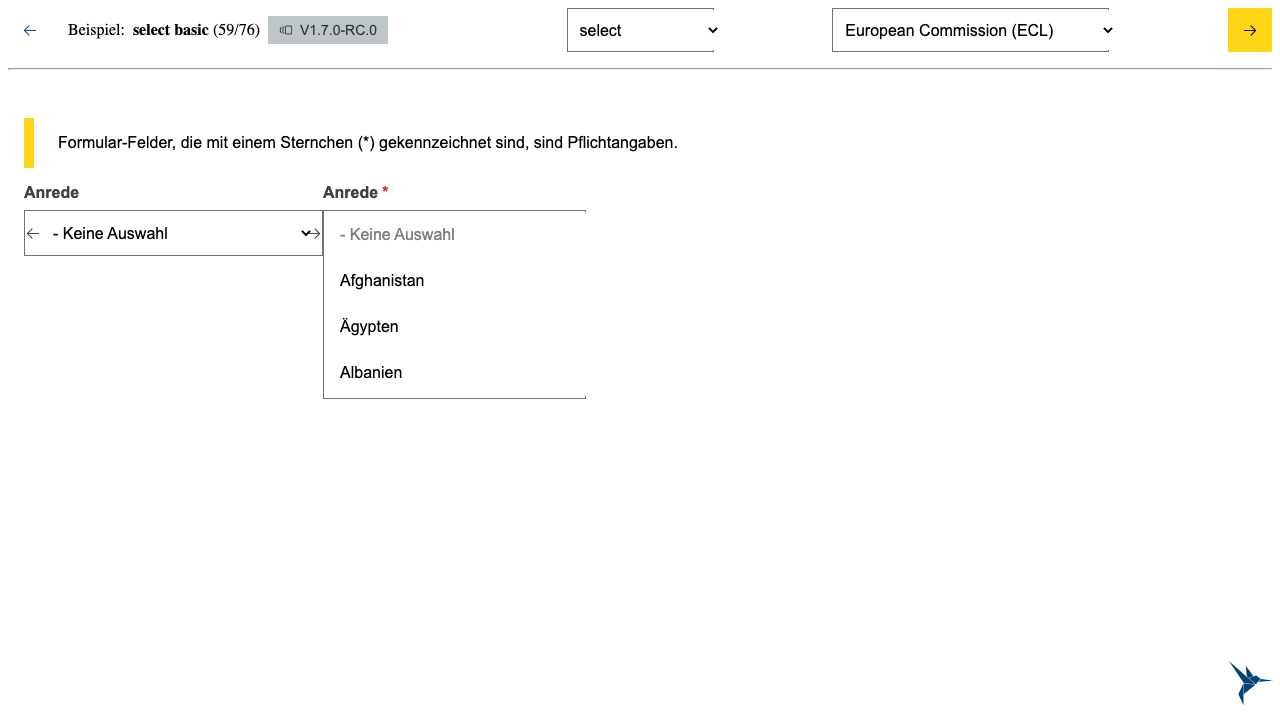 Beispiel: select basic (59/76) V1.7.0-RC.0 select European Commission (ECL)
Formular-Felder, die mit einem Sternchen (*) gekennzeichnet sind, sind Pflichtangaben.
Anrede Anrede *
- Keine Auswahl - Keine Auswahl
Afghanistan
Ägypten
Albanien